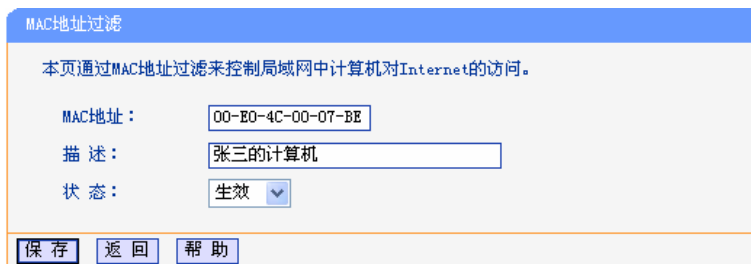 MAC地址过滤
本页通过MAC地址过滤来控制局域网中计算机对Internet的访问。
MAC地址： 00-E0-4C-00-07-BE
描 述： 张三的计算机
状 态： 生效
保 存 返 回 帮 助